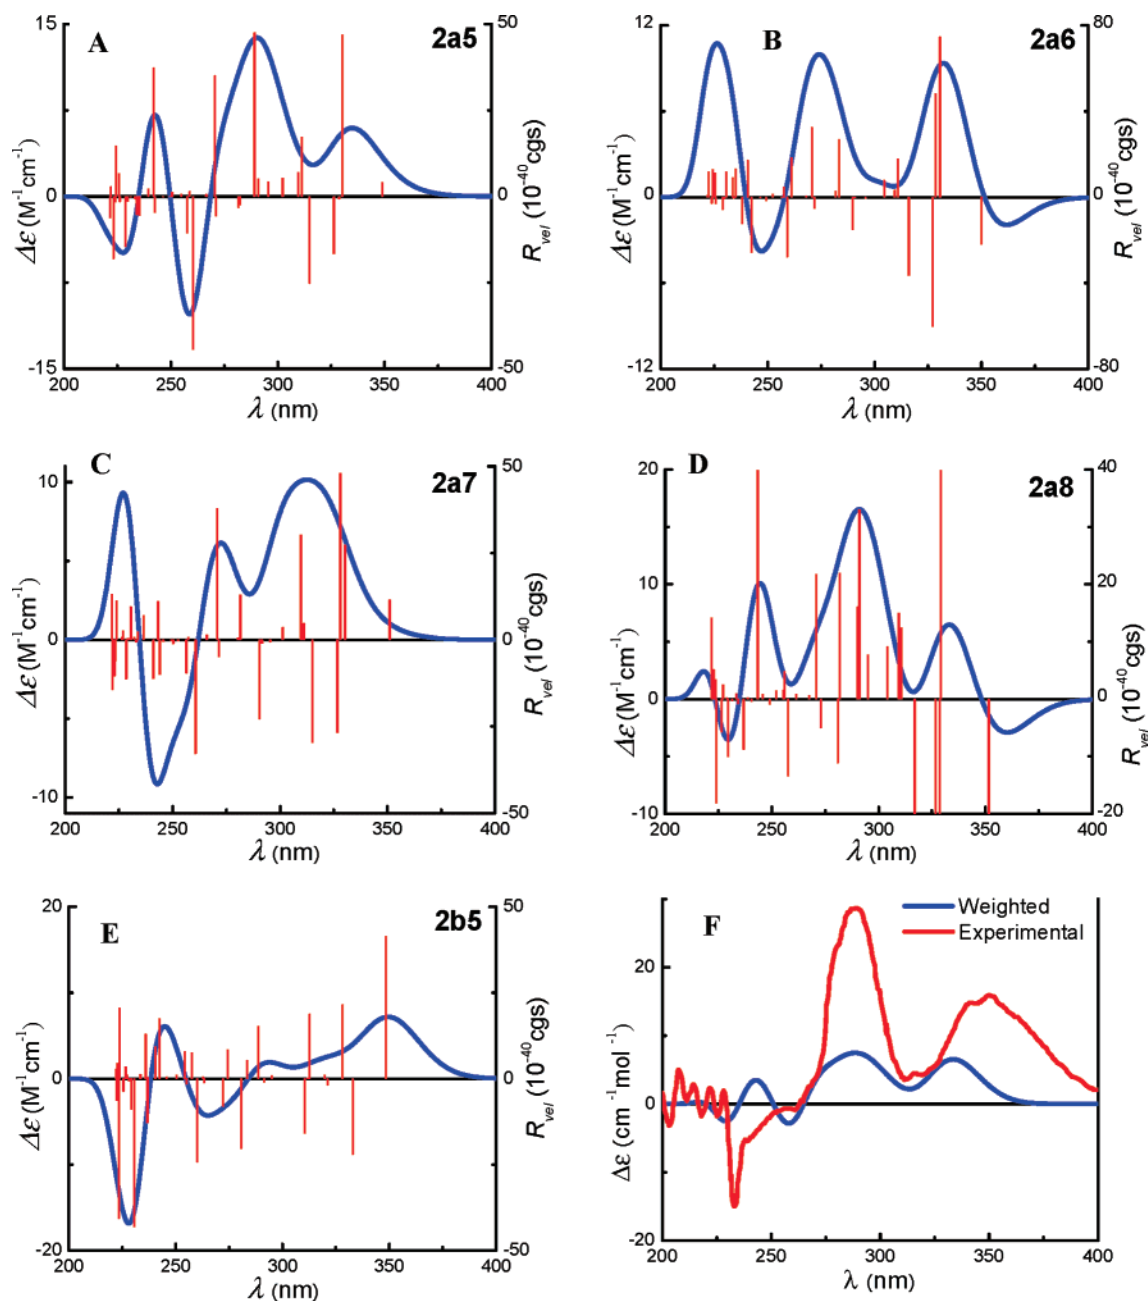 A
2a5
15
0
-15
50
0
-50
Δε (M⁻¹cm⁻¹)
R_vel (10⁻⁴⁰cgs)
200 250 300 350 400
λ (nm)
B
2a6
12
0
-12
80
0
-80
Δε (M⁻¹cm⁻¹)
R_vel (10⁻⁴⁰cgs)
200 250 300 350 400
λ (nm)
C
2a7
10
0
-10
50
0
-50
Δε (M⁻¹cm⁻¹)
R_vel (10⁻⁴⁰cgs)
200 250 300 350 400
λ (nm)
D
2a8
20
10
0
-10
40
20
0
-20
Δε (M⁻¹cm⁻¹)
R_vel (10⁻⁴⁰cgs)
200 250 300 350 400
λ (nm)
E
2b5
20
0
-20
50
0
-50
Δε (M⁻¹cm⁻¹)
R_vel (10⁻⁴⁰cgs)
200 250 300 350 400
λ (nm)
F
Weighted
Experimental
20
0
-20
Δε (cm⁻¹mol⁻¹)
200 250 300 350 400
λ (nm)